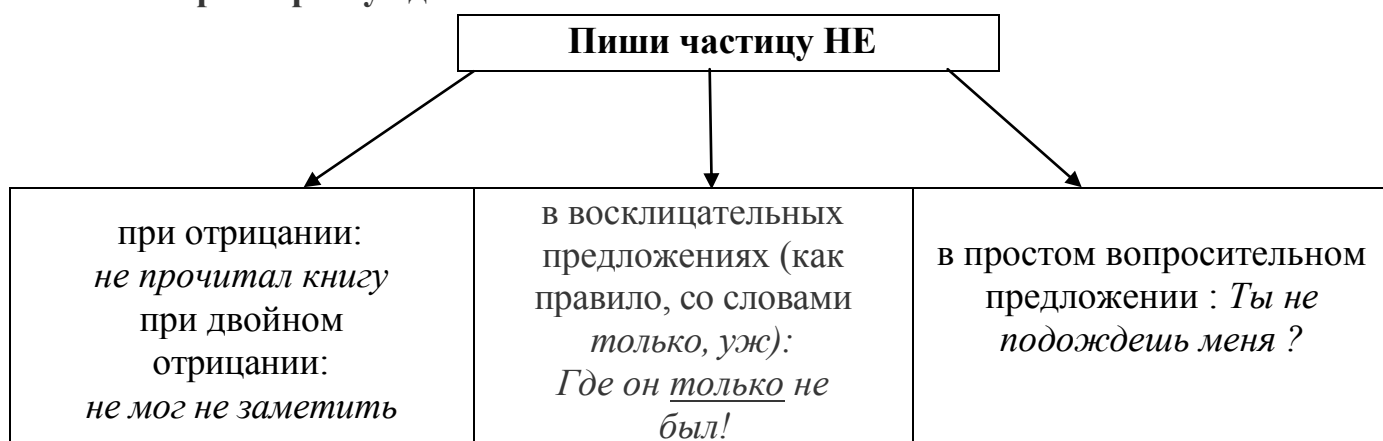 Пиши частицу НЕ
при отрицании:
не прочитал книгу
при двойном
отрицании:
не мог не заметить
в восклицательных
предложениях (как
правило, со словами
только, уж):
Где он только не
был!
в простом вопросительном
предложении : Ты не
подождешь меня ?